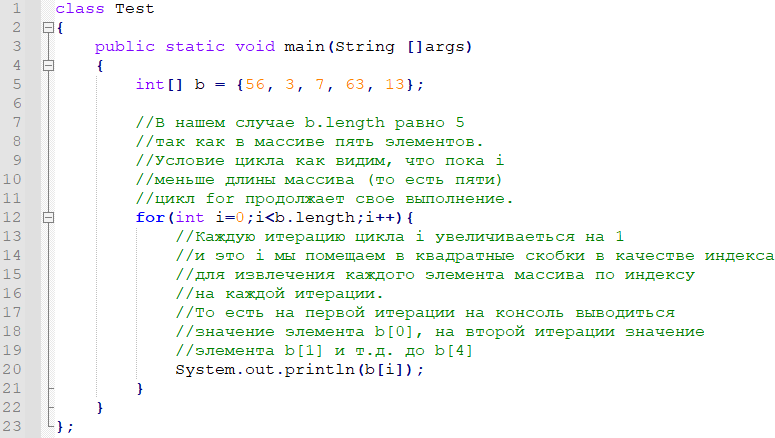 1 class Test
2 {
3 public static void main(String []args)
4 {
5 int[] b = {56, 3, 7, 63, 13};
6
7 //В нашем случае b.length равно 5
8 //так как в массиве пять элементов.
9 //Условие цикла как видим, что пока i
10 //меньше длины массива (то есть пяти)
11 //цикл for продолжает свое выполнение.
12 for(int i=0;i<b.length;i++){
13 //Каждую итерацию цикла i увеличиваеться на 1
14 //и это i мы помещаем в квадратные скобки в качестве индекса
15 //для извлечения каждого элемента массива по индексу
16 //на каждой итерации.
17 //То есть на первой итерации на консоль выводиться
18 //значение элемента b[0], на второй итерации значение
19 //элемента b[1] и т.д. до b[4]
20 System.out.println(b[i]);
21 }
22 }
23 };